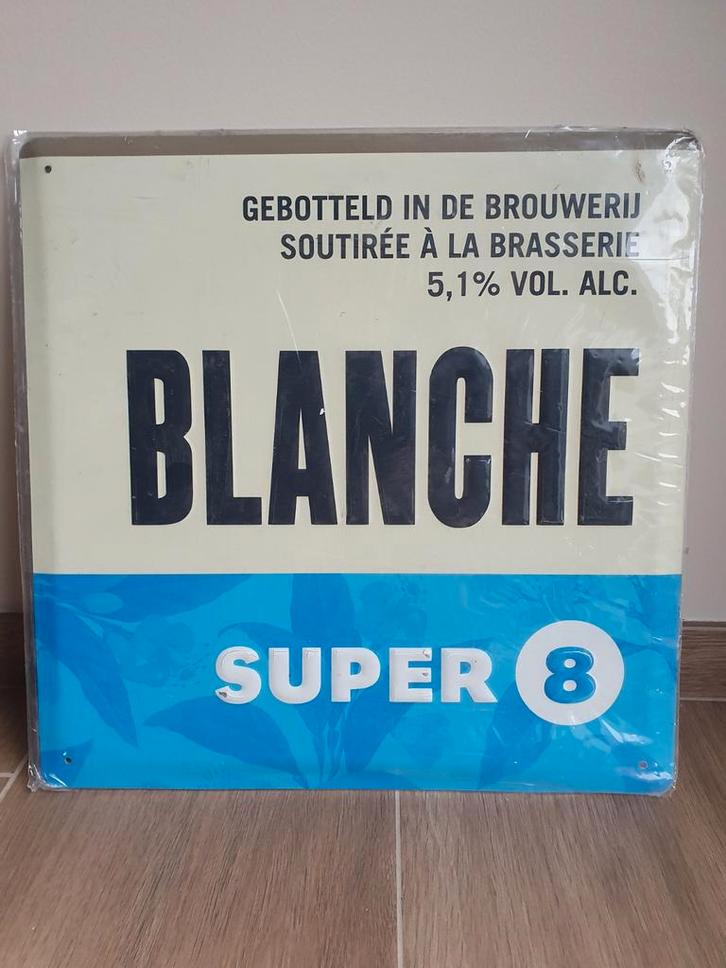 GEBOTTELD IN DE BROUWERIJ
SOUTIRÉE À LA BRASSERIE
5,1% VOL. ALC.
BLANCHE
SUPER 8